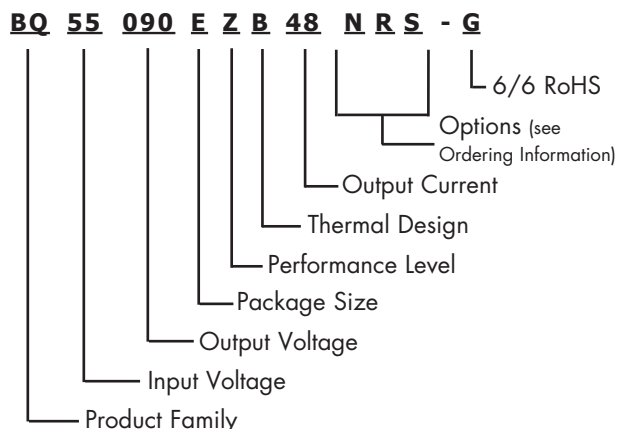 BQ 55 090 E Z B 48 N R S - G
6/6 RoHS
Options (see
Ordering Information)
Output Current
Thermal Design
Performance Level
Package Size
Output Voltage
Input Voltage
Product Family